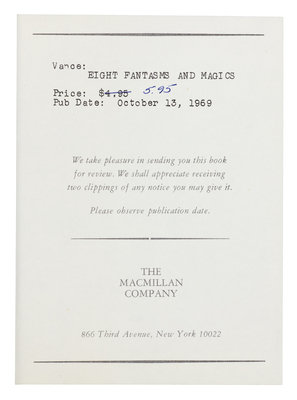 Vance:
EIGHT FANTASMS AND MAGICS
Price: $4.95 5.95
Pub Date: October 13, 1969
We take pleasure in sending you this book
for review. We shall appreciate receiving
two clippings of any notice you may give it.
Please observe publication date.
THE
MACMILLAN
COMPANY
866 Third Avenue, New York 10022